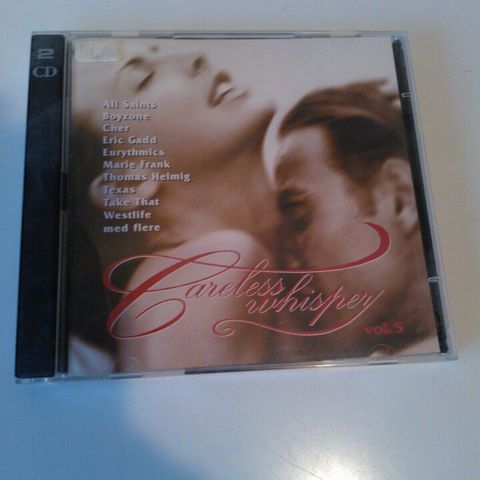 2
CD
All Saints
Boyzone
Cher
Eric Gadd
Eurythmics
Marie Frank
Thomas Helmig
Texas
Take That
Westlife
med flere
Careless
whisper
vol. 5